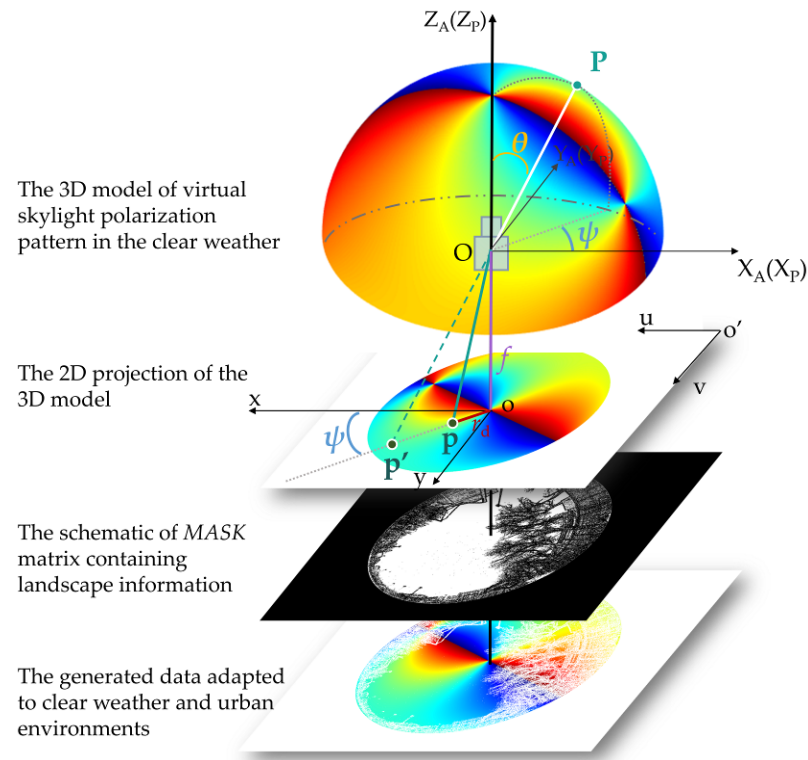 Z_A(Z_P)
P
θ
Y_A(Y_P)
The 3D model of virtual
skylight polarization
pattern in the clear weather
O
ψ
X_A(X_P)
u
o′
v
f
The 2D projection of the
3D model
x
o
ψ
p
r_d
p′
y
The schematic of MASK
matrix containing
landscape information
The generated data adapted
to clear weather and urban
environments